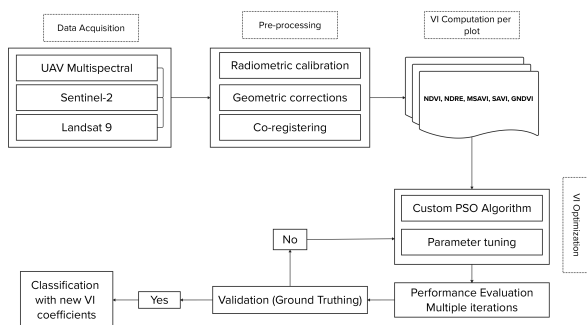 Data Acquisition
Pre-processing
VI Computation per
plot
UAV Multispectral
Sentinel-2
Landsat 9
Radiometric calibration
Geometric corrections
Co-registering
NDVI, NDRE, MSAVI, SAVI, GNDVI
Custom PSO Algorithm
Parameter tuning
VI Optimization
No
Performance Evaluation
Multiple iterations
Validation (Ground Truthing)
Yes
Classification
with new VI
coefficients